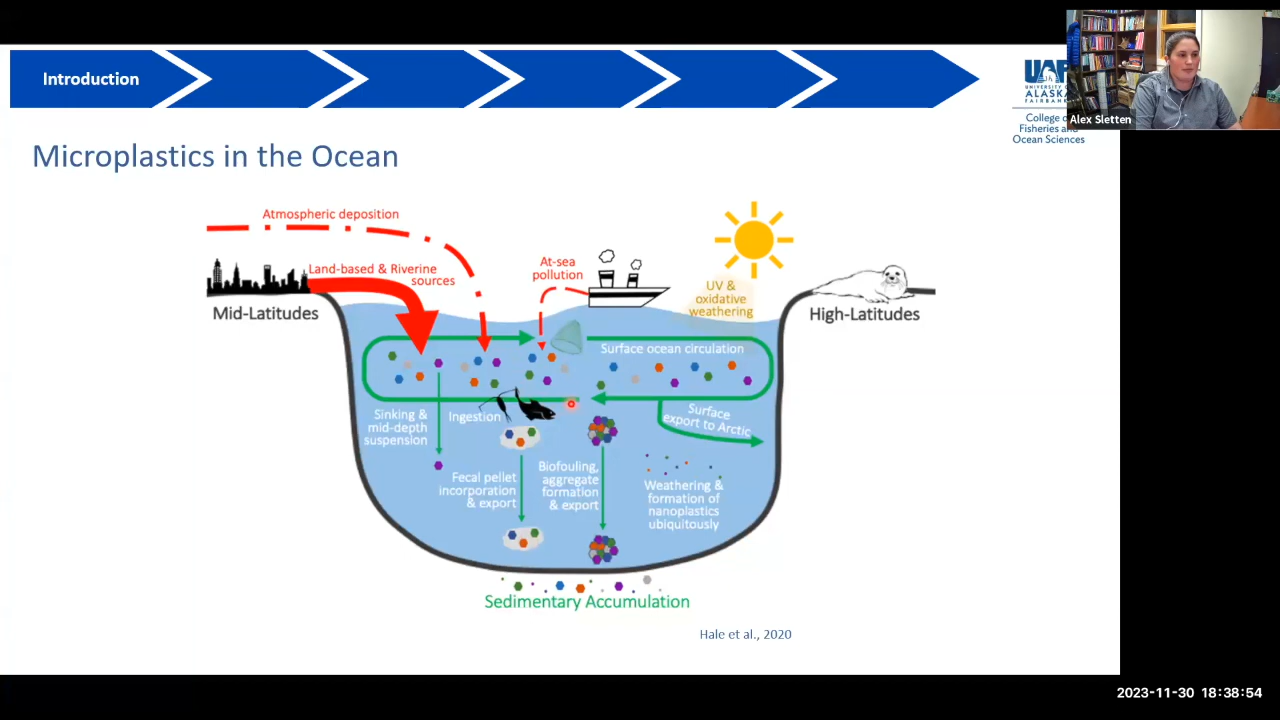 Introduction
UAF
UNIVERSITY OF
ALASKA
FAIRBANKS
College of
Fisheries and
Ocean Sciences
Alex Sletten
Microplastics in the Ocean
Atmospheric deposition
Land-based & Riverine
sources
At-sea
pollution
UV &
oxidative
weathering
Mid-Latitudes
High-Latitudes
Surface ocean circulation
Sinking &
mid-depth
suspension
Ingestion
Surface
export to Arctic
Fecal pellet
incorporation
& export
Biofouling,
aggregate
formation
& export
Weathering &
formation of
nanoplastics
ubiquitously
Sedimentary Accumulation
Hale et al., 2020
2023-11-30 18:38:54